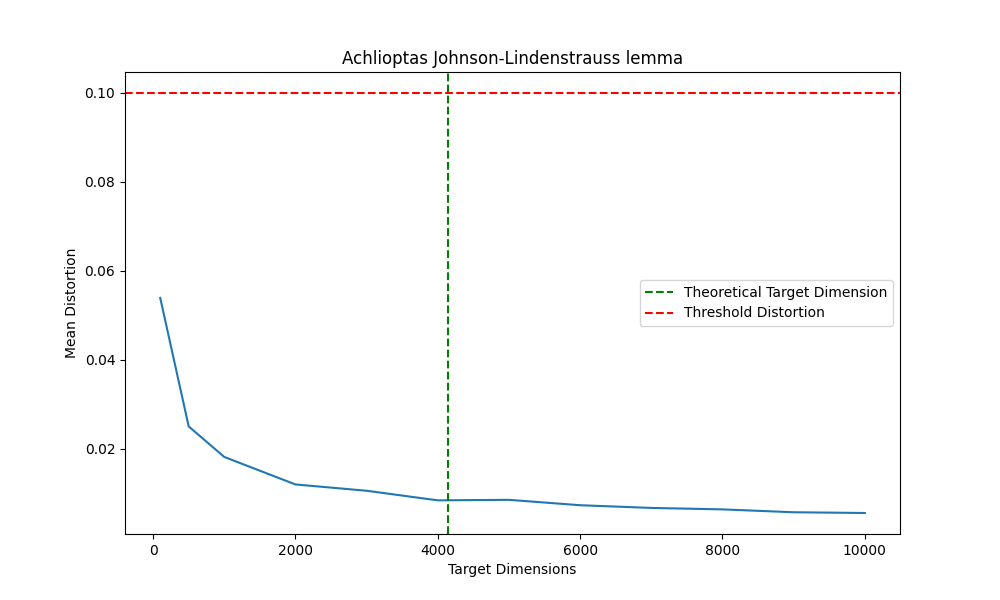 Achlioptas Johnson-Lindenstrauss lemma
0.10
0.08
0.06
0.04
0.02
Mean Distortion
Theoretical Target Dimension
Threshold Distortion
0 2000 4000 6000 8000 10000
Target Dimensions